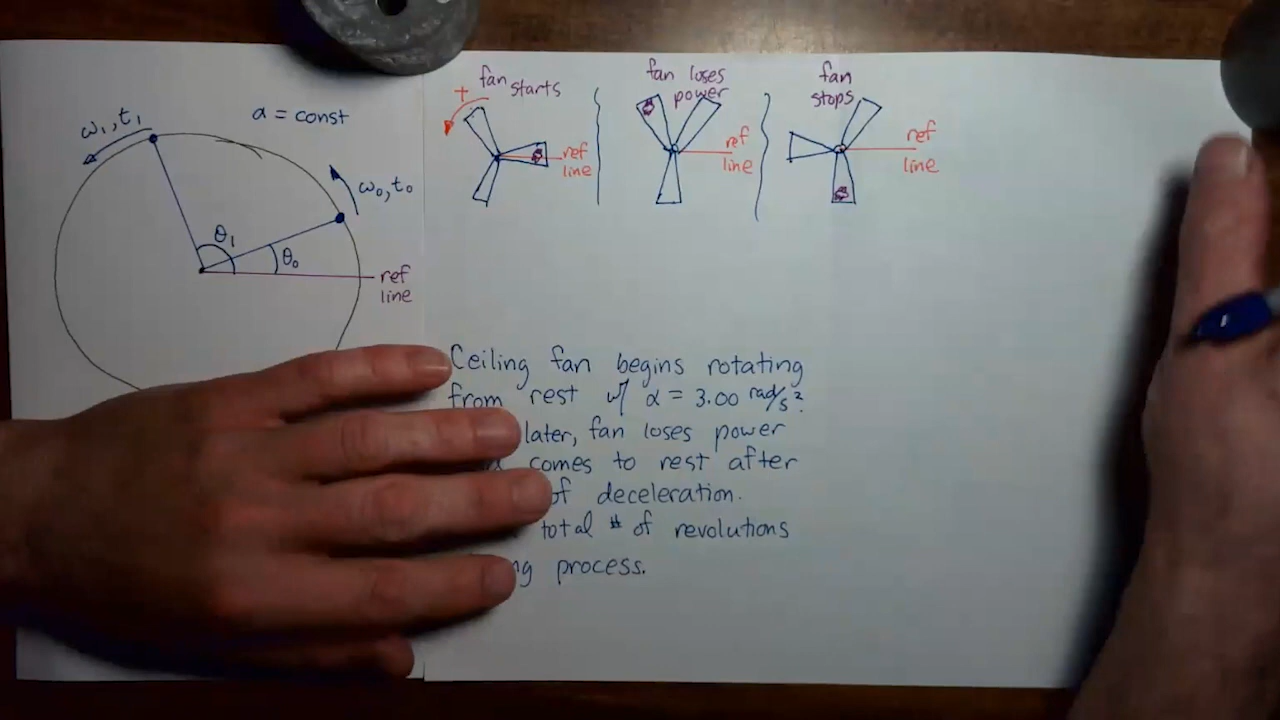 ω₁, t₁
α = const
ω₀, t₀
θ₁
θ₀
ref
line
fan
starts
+
ref
line
fan loses
power
ref
line
fan
stops
ref
line
Ceiling fan begins rotating
from rest w/ α = 3.00 rad/s².
later, fan loses power
comes to rest after
of deceleration.
total # of revolutions
process.